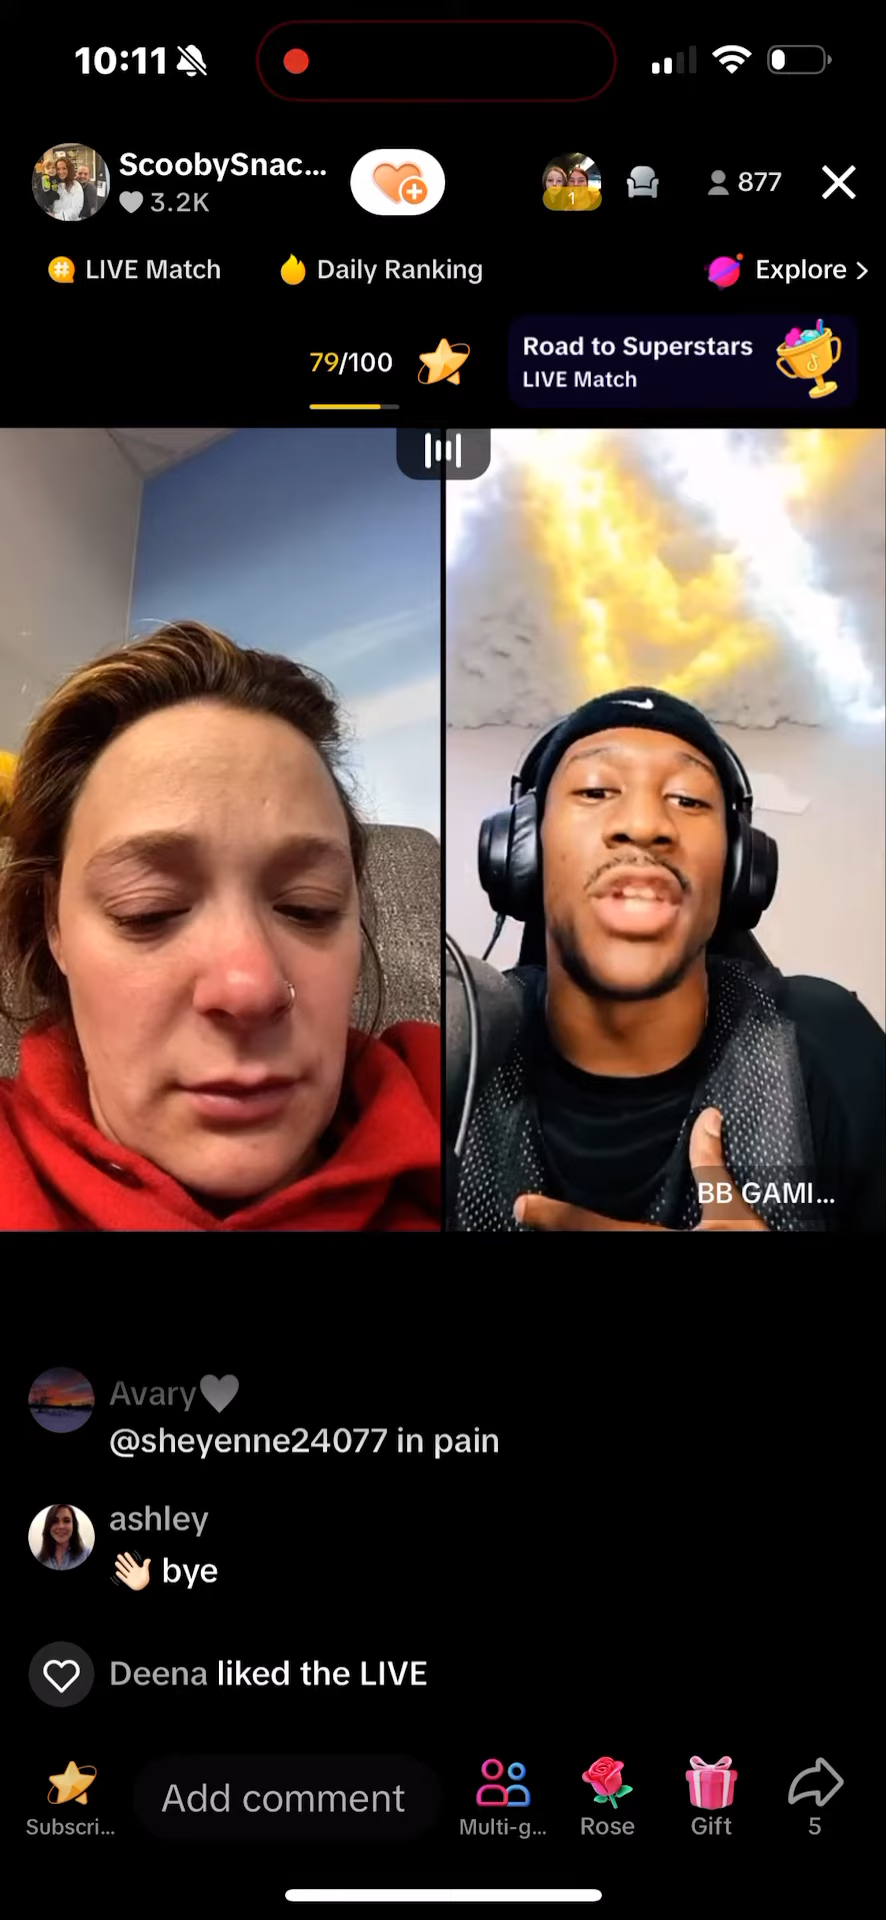 10:11
ScoobySnac...
3.2K
1
877
LIVE Match
Daily Ranking
Explore >
79/100
Road to Superstars
LIVE Match
BB GAMI...
Avary🤍
@sheyenne24077 in pain
ashley
👋🏻 bye
Deena liked the LIVE
Add comment
Subscri...
Multi-g...
Rose
Gift
5